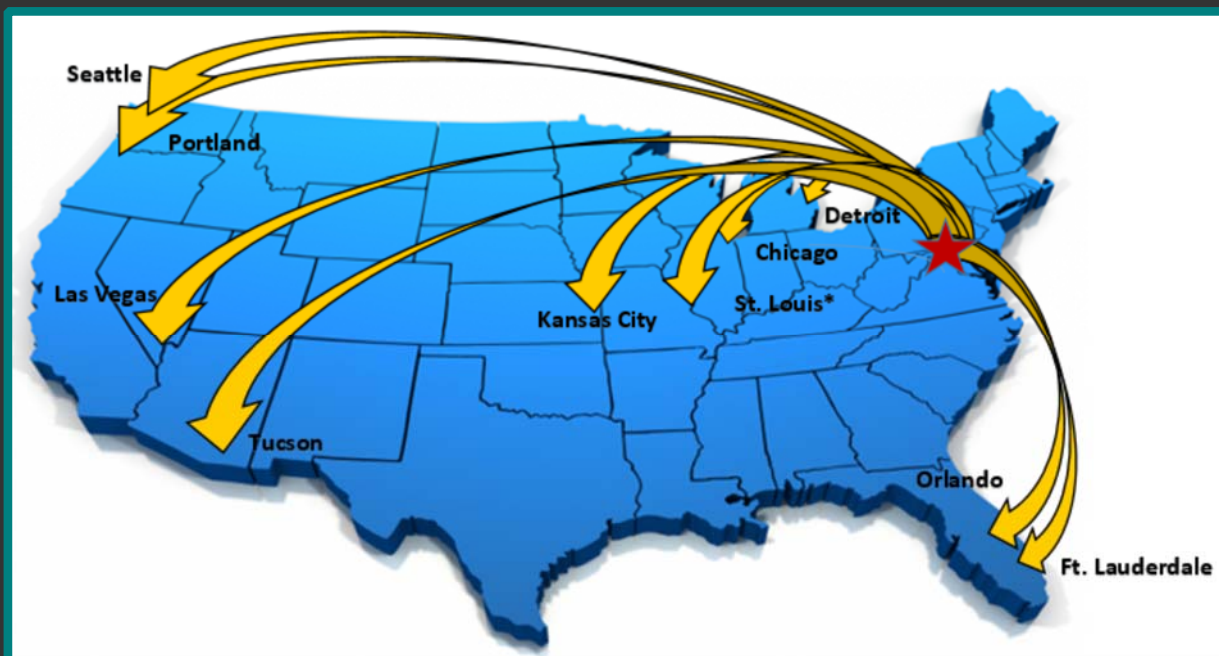 Seattle
Portland
Detroit
Chicago
Las Vegas
St. Louis*
Kansas City
Tucson
Orlando
Ft. Lauderdale